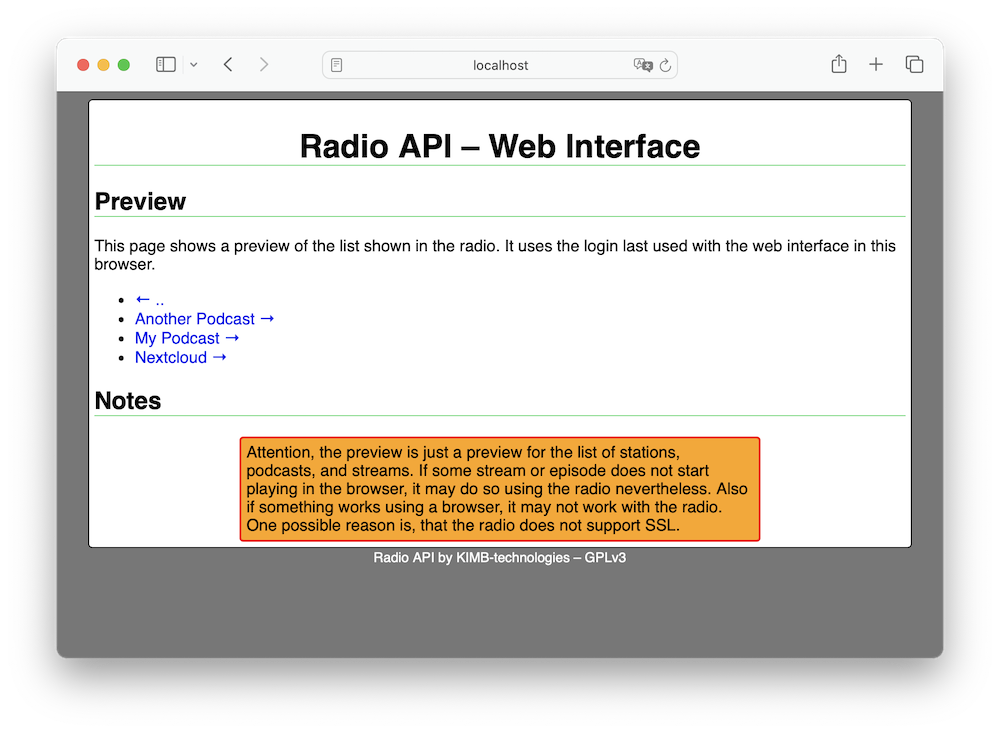 localhost
Radio API – Web Interface
Preview
This page shows a preview of the list shown in the radio. It uses the login last used with the web interface in this
browser.
← ..
Another Podcast →
My Podcast →
Nextcloud →
Notes
Attention, the preview is just a preview for the list of stations,
podcasts, and streams. If some stream or episode does not start
playing in the browser, it may do so using the radio nevertheless. Also
if something works using a browser, it may not work with the radio.
One possible reason is, that the radio does not support SSL.
Radio API by KIMB-technologies – GPLv3